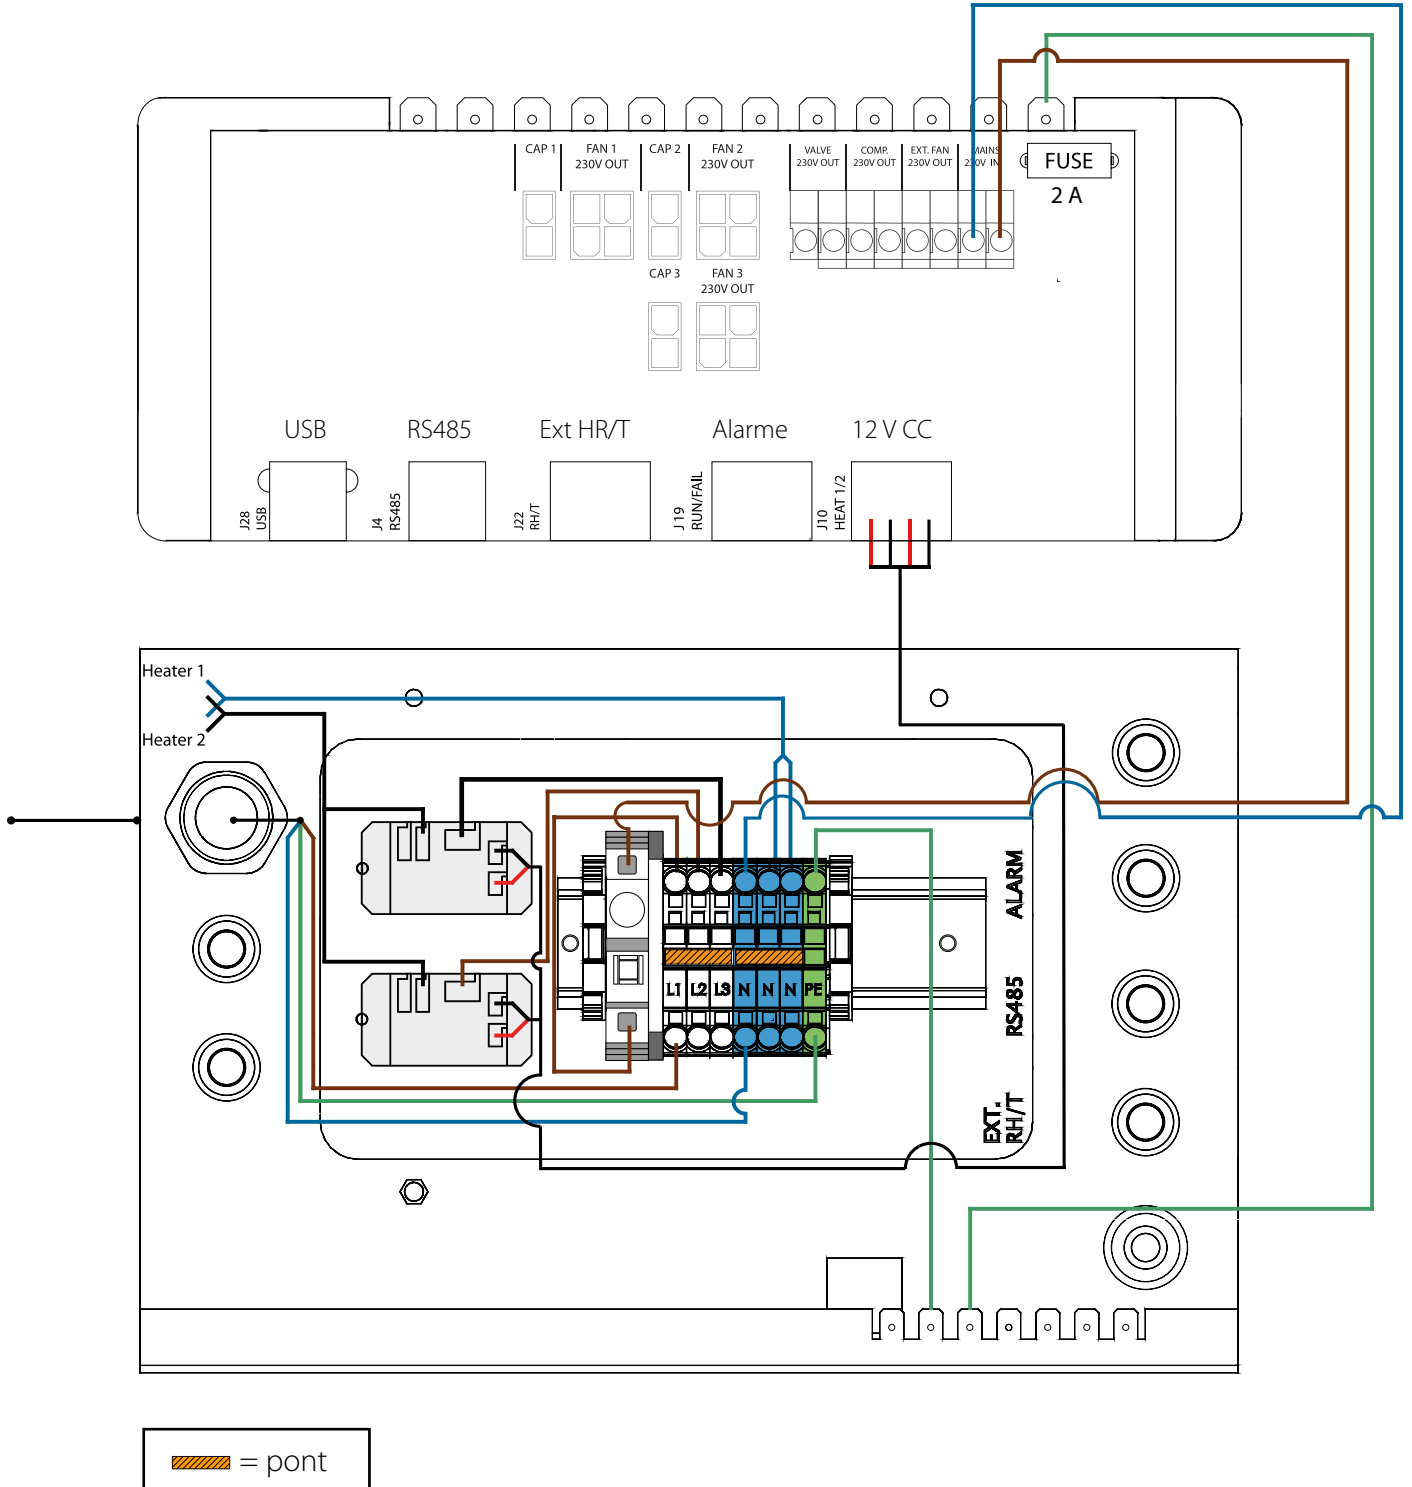 CAP 1
FAN 1
230V OUT
CAP 2
FAN 2
230V OUT
VALVE
230V OUT
COMP.
230V OUT
EXT. FAN
230V OUT
MAINS
230V IN
FUSE
2 A
CAP 3
FAN 3
230V OUT
USB
RS485
Ext HR/T
Alarme
12 V CC
J28
USB
J4
RS485
J22
RH/T
J19
RUN/FAIL
J10
HEAT 1/2
Heater 1
Heater 2
ALARM
RS485
EXT.
RH/T
L1 L2 L3 N N N PE
= pont